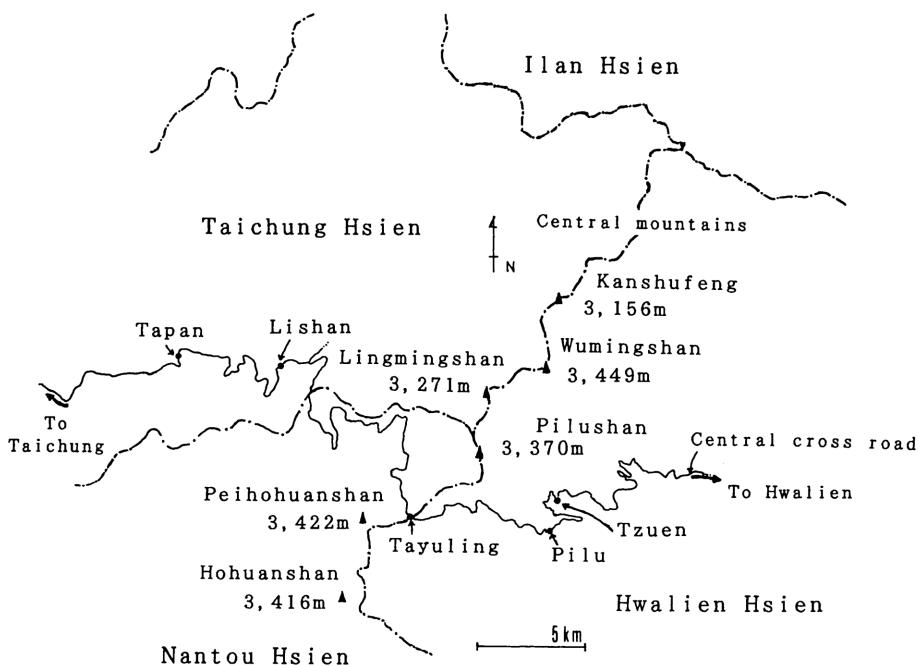 Ilan Hsien
Taichung Hsien
N
Central mountains
Kanshufeng
3,156m
Tapan
Lishan
Lingmingshan
3,271m
Wumingshan
3,449m
To
Taichung
Pilushan
3,370m
Central cross road
To Hwalien
Peihohuanshan
3,422m
Tayuling
Tzuen
Pilu
Hohuanshan
3,416m
Hwalien Hsien
5km
Nantou Hsien